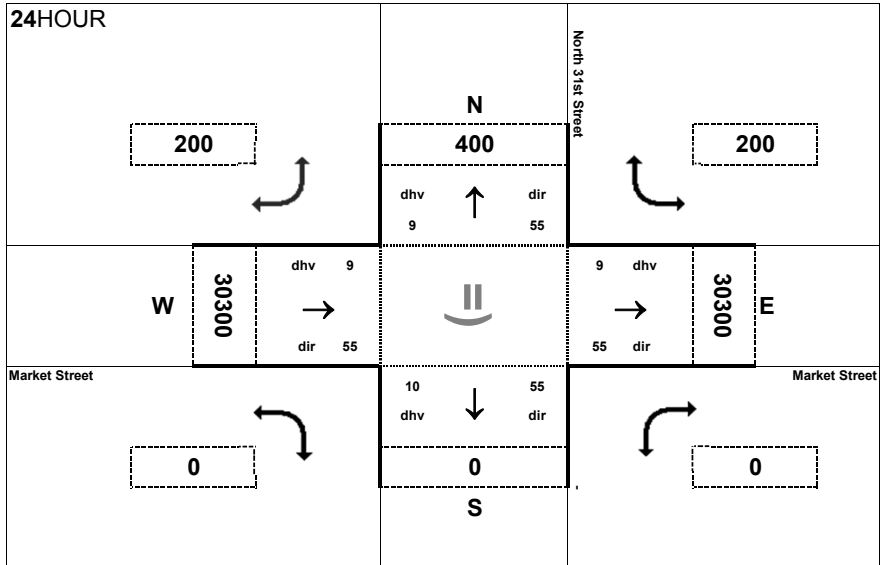 24HOUR
North 31st Street
N
200
400
200
dhv
dir
9
55
dhv 9
9 dhv
W
30300
30300
E
dir 55
55 dir
Market Street
Market Street
10
55
dhv
dir
0
0
0
S